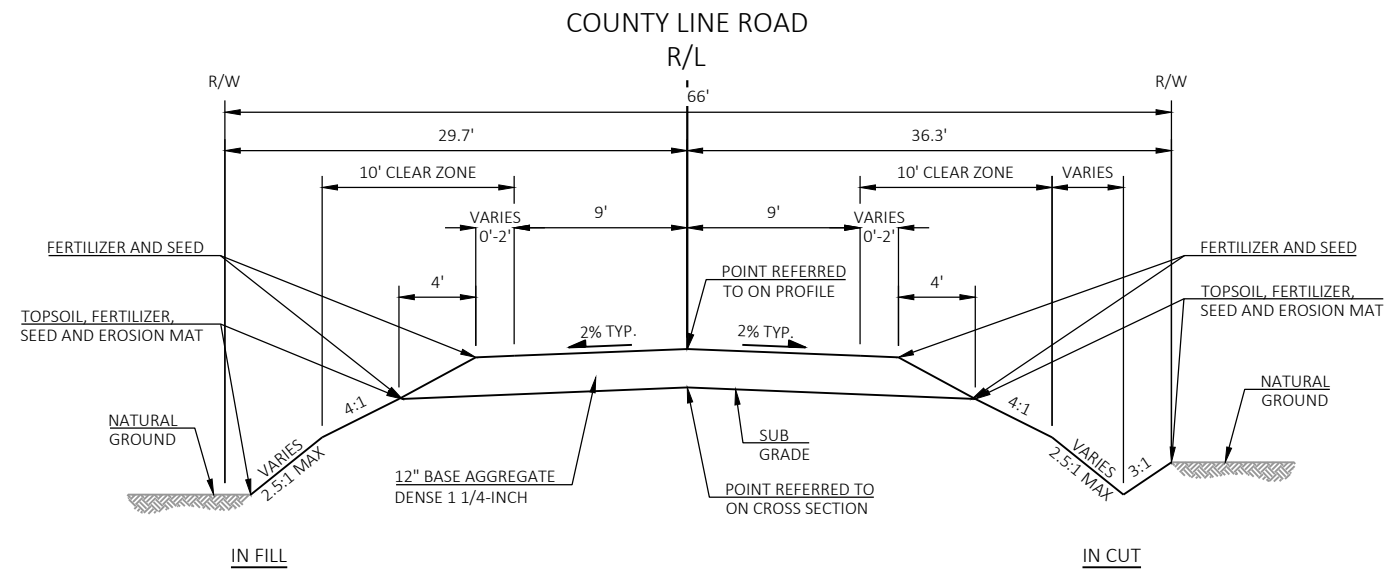 COUNTY LINE ROAD
R/L
R/W
R/W
66'
29.7'
36.3'
10' CLEAR ZONE
10' CLEAR ZONE
VARIES
VARIES
0'-2'
9'
9'
VARIES
0'-2'
FERTILIZER AND SEED
FERTILIZER AND SEED
4'
POINT REFERRED
TO ON PROFILE
4'
TOPSOIL, FERTILIZER,
SEED AND EROSION MAT
TOPSOIL, FERTILIZER,
SEED AND EROSION MAT
2% TYP.
2% TYP.
4:1
4:1
NATURAL
GROUND
NATURAL
GROUND
VARIES
2.5:1 MAX
12" BASE AGGREGATE
DENSE 1 1/4-INCH
SUB
GRADE
POINT REFERRED TO
ON CROSS SECTION
VARIES
2.5:1 MAX
3:1
IN FILL
IN CUT